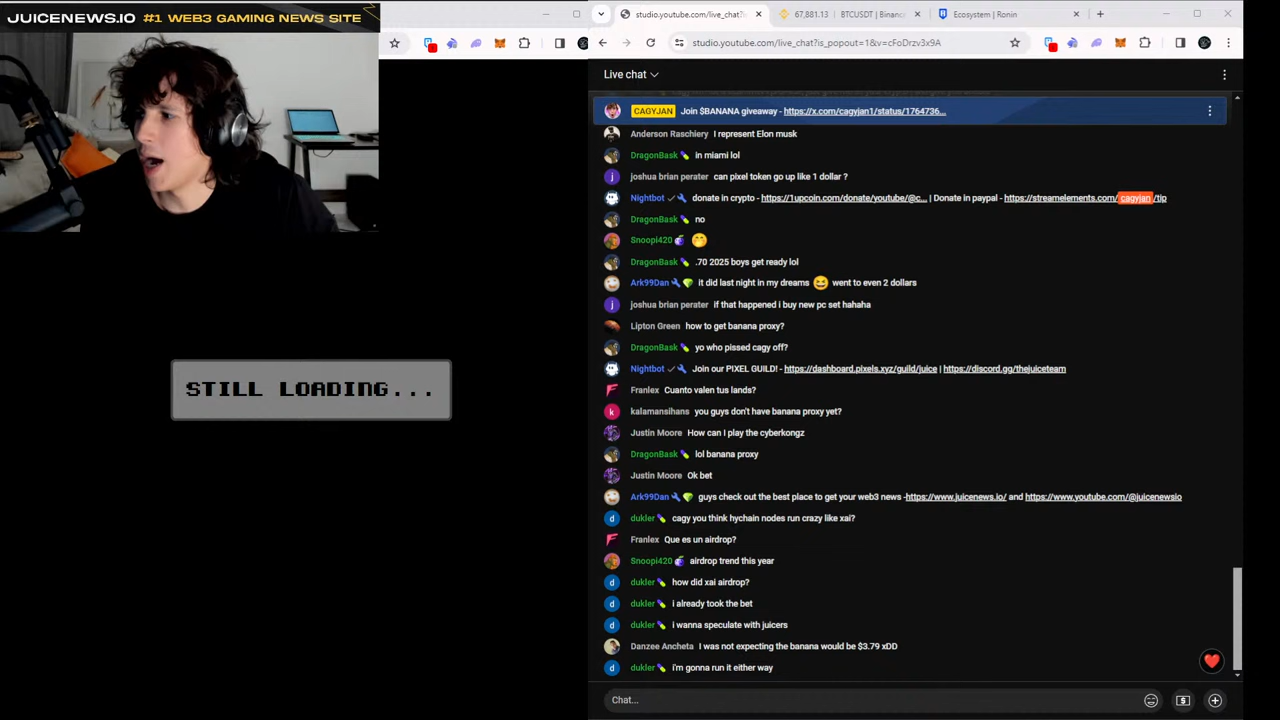 JUICENEWS.IO #1 WEB3 GAMING NEWS SITE
studio.youtube.com/live_chat?i
67,881.13 | BTCUSDT | Binanc
Ecosystem | Ronin
studio.youtube.com/live_chat?is_popout=1&v=cFoDrzv3x9A
Live chat
CAGYJAN Join $BANANA giveaway - https://x.com/cagyjan1/status/1764736...
Anderson Raschiery I represent Elon musk
DragonBask in miami lol
joshua brian perater can pixel token go up like 1 dollar ?
Nightbot donate in crypto - https://1upcoin.com/donate/youtube/@c... | Donate in paypal - https://streamelements.com/cagyjan/tip
DragonBask no
Snoopi420
DragonBask .70 2025 boys get ready lol
Ark99Dan it did last night in my dreams went to even 2 dollars
joshua brian perater if that happened i buy new pc set hahaha
Lipton Green how to get banana proxy?
DragonBask yo who pissed cagy off?
Nightbot Join our PIXEL GUILD! - https://dashboard.pixels.xyz/guild/juice | https://discord.gg/thejuiceteam
Franlex Cuanto valen tus lands?
kalamansihans you guys don't have banana proxy yet?
Justin Moore How can I play the cyberkongz
DragonBask lol banana proxy
Justin Moore Ok bet
Ark99Dan guys check out the best place to get your web3 news -https://www.juicenews.io/ and https://www.youtube.com/@juicenewsio
dukler cagy you think hychain nodes run crazy like xai?
Franlex Que es un airdrop?
Snoopi420 airdrop trend this year
dukler how did xai airdrop?
dukler i already took the bet
dukler i wanna speculate with juicers
Danzee Ancheta I was not expecting the banana would be $3.79 xDD
dukler i'm gonna run it either way
Chat...
STILL LOADING...